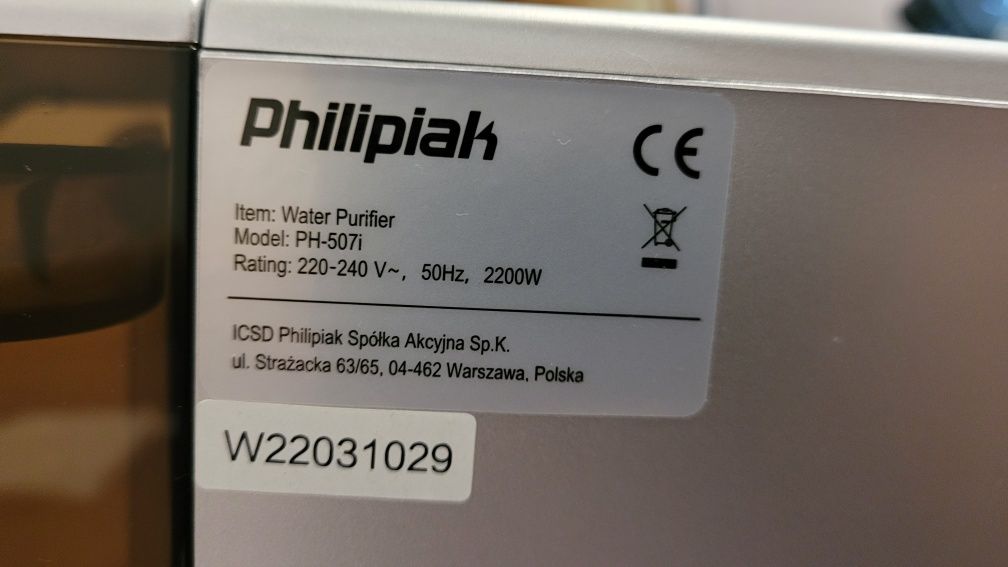 Philipiak
CE
Item: Water Purifier
Model: PH-507i
Rating: 220-240 V~, 50Hz, 2200W
ICSD Philipiak Spółka Akcyjna Sp.K.
ul. Strażacka 63/65, 04-462 Warszawa, Polska
W22031029